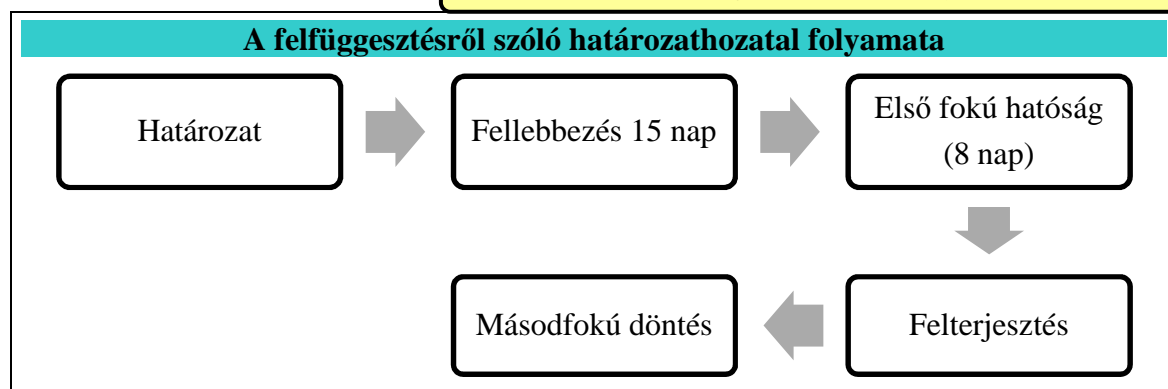 A felfüggesztésről szóló határozathozatal folyamata
Határozat
Fellebbezés 15 nap
Első fokú hatóság
(8 nap)
Felterjesztés
Másodfokú döntés